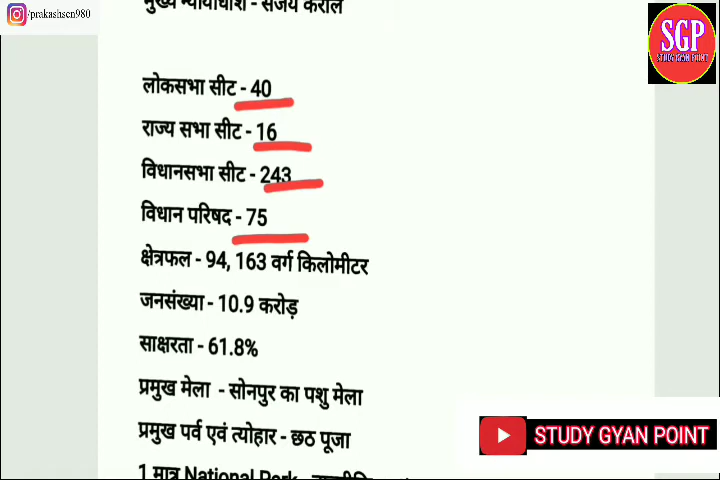 /prakashscn980
मुख्य न्यायाधीश - संजय करोल
SGP
STUDY GYAN POINT
लोकसभा सीट - 40
राज्य सभा सीट - 16
विधानसभा सीट - 243
विधान परिषद - 75
क्षेत्रफल - 94, 163 वर्ग किलोमीटर
जनसंख्या - 10.9 करोड़
साक्षरता - 61.8%
प्रमुख मेला - सोनपुर का पशु मेला
प्रमुख पर्व एवं त्योहार - छठ पूजा
STUDY GYAN POINT
1 मात्र National Park -